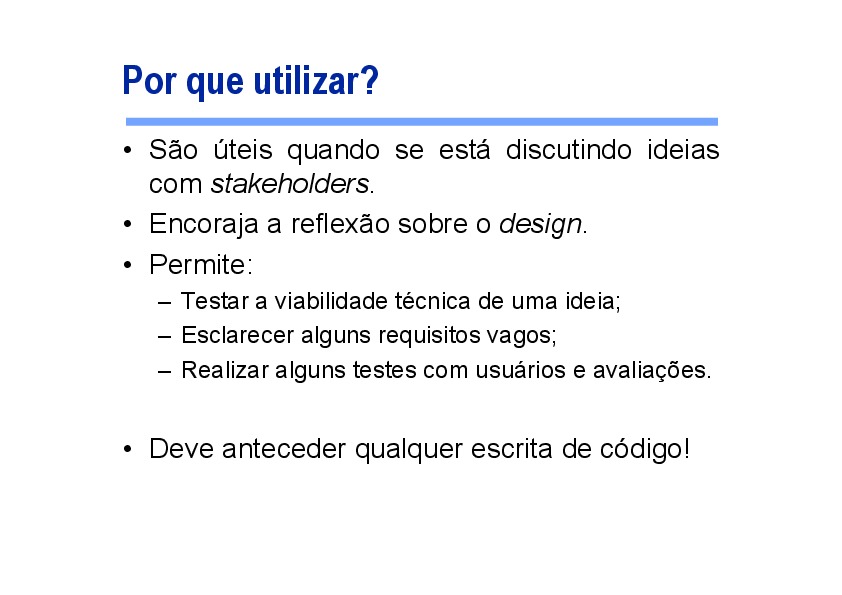 Por que utilizar?
• São úteis quando se está discutindo ideias
com stakeholders.
• Encoraja a reflexão sobre o design.
• Permite:
– Testar a viabilidade técnica de uma ideia;
– Esclarecer alguns requisitos vagos;
– Realizar alguns testes com usuários e avaliações.
• Deve anteceder qualquer escrita de código!